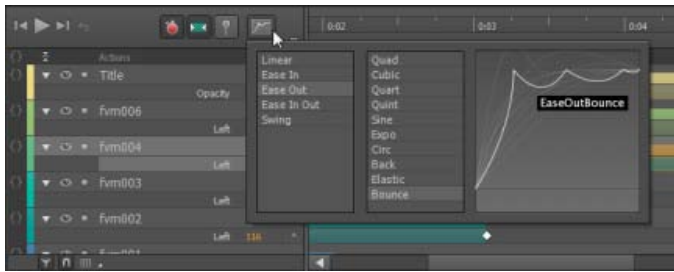 0:02 0:03 0:04
Actions
Title
Opacity
fvm006
Left
fvm004
Left
fvm003
Left
fvm002
Left 116
Linear
Ease In
Ease Out
Ease In Out
Swing
Quad
Cubic
Quart
Quint
Sine
Expo
Circ
Back
Elastic
Bounce
EaseOutBounce